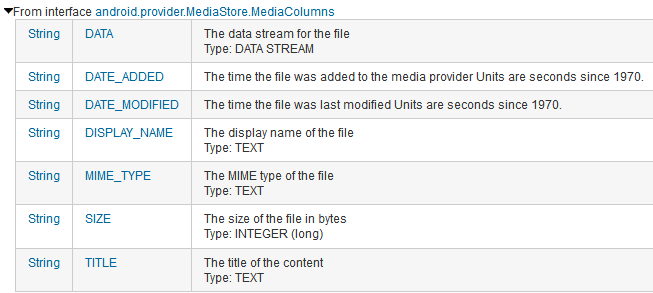 From interface android.provider.MediaStore.MediaColumns
String DATA The data stream for the file
Type: DATA STREAM
String DATE_ADDED The time the file was added to the media provider Units are seconds since 1970.
String DATE_MODIFIED The time the file was last modified Units are seconds since 1970.
String DISPLAY_NAME The display name of the file
Type: TEXT
String MIME_TYPE The MIME type of the file
Type: TEXT
String SIZE The size of the file in bytes
Type: INTEGER (long)
String TITLE The title of the content
Type: TEXT